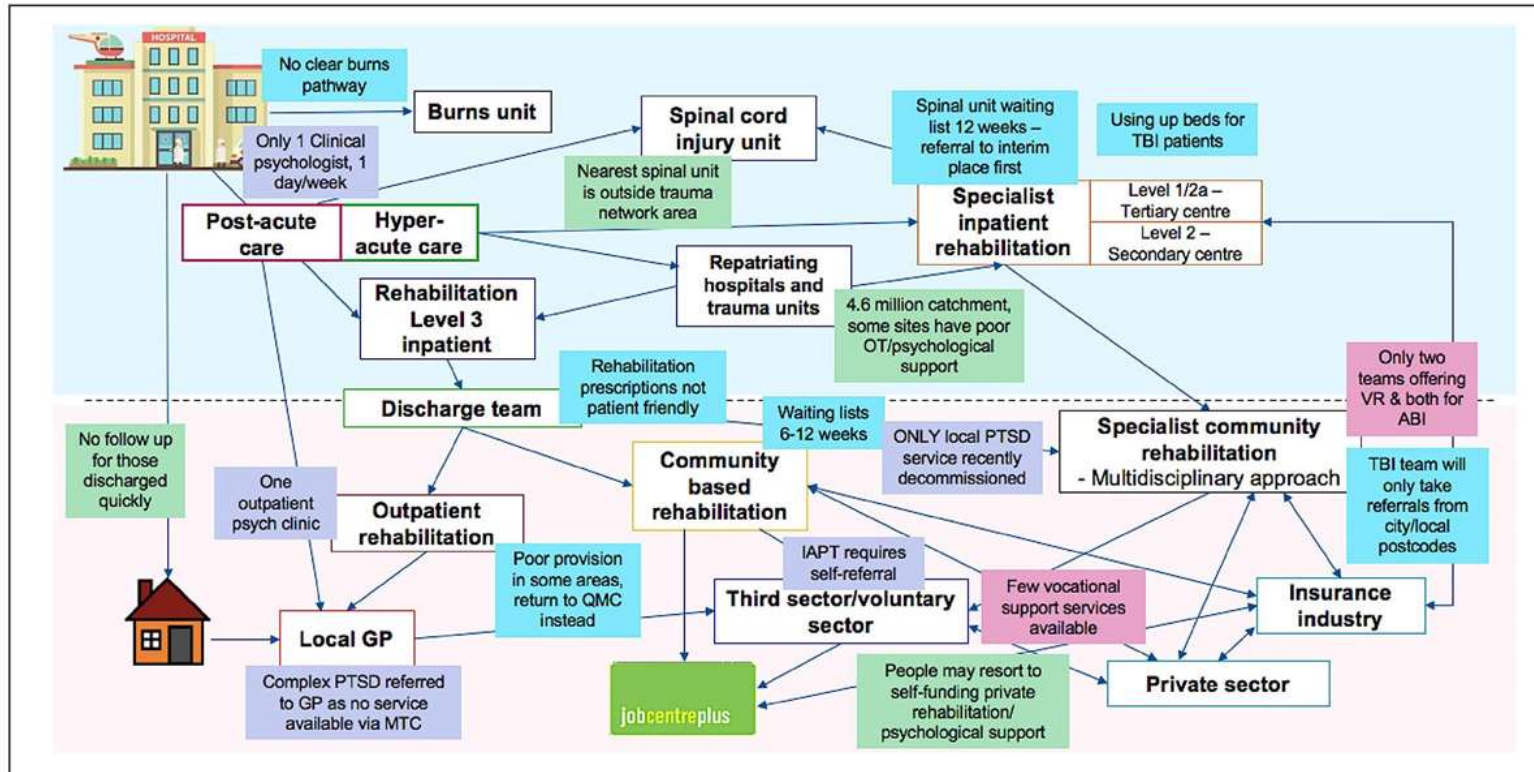 HOSPITAL
No clear burns
pathway
Burns unit
Only 1 Clinical
psychologist, 1
day/week
Spinal cord
injury unit
Spinal unit waiting
list 12 weeks –
referral to interim
place first
Using up beds for
TBI patients
Nearest spinal unit
is outside trauma
network area
Post-acute
care
Hyper-
acute care
Specialist
inpatient
rehabilitation
Level 1/2a –
Tertiary centre
Level 2 –
Secondary centre
Repatriating
hospitals and
trauma units
Rehabilitation
Level 3
inpatient
4.6 million catchment,
some sites have poor
OT/psychological
support
Only two
teams offering
VR & both for
ABI
Rehabilitation
prescriptions not
patient friendly
Discharge team
Waiting lists
6-12 weeks
No follow up
for those
discharged
quickly
ONLY local PTSD
service recently
decommissioned
Specialist community
rehabilitation
- Multidisciplinary approach
Community
based
rehabilitation
One
outpatient
psych clinic
Outpatient
rehabilitation
TBI team will
only take
referrals from
city/local
postcodes
Poor provision
in some areas,
return to QMC
instead
IAPT requires
self-referral
Third sector/voluntary
sector
Few vocational
support services
available
Insurance
industry
Local GP
Complex PTSD referred
to GP as no service
available via MTC
jobcentreplus
People may resort to
self-funding private
rehabilitation/
psychological support
Private sector